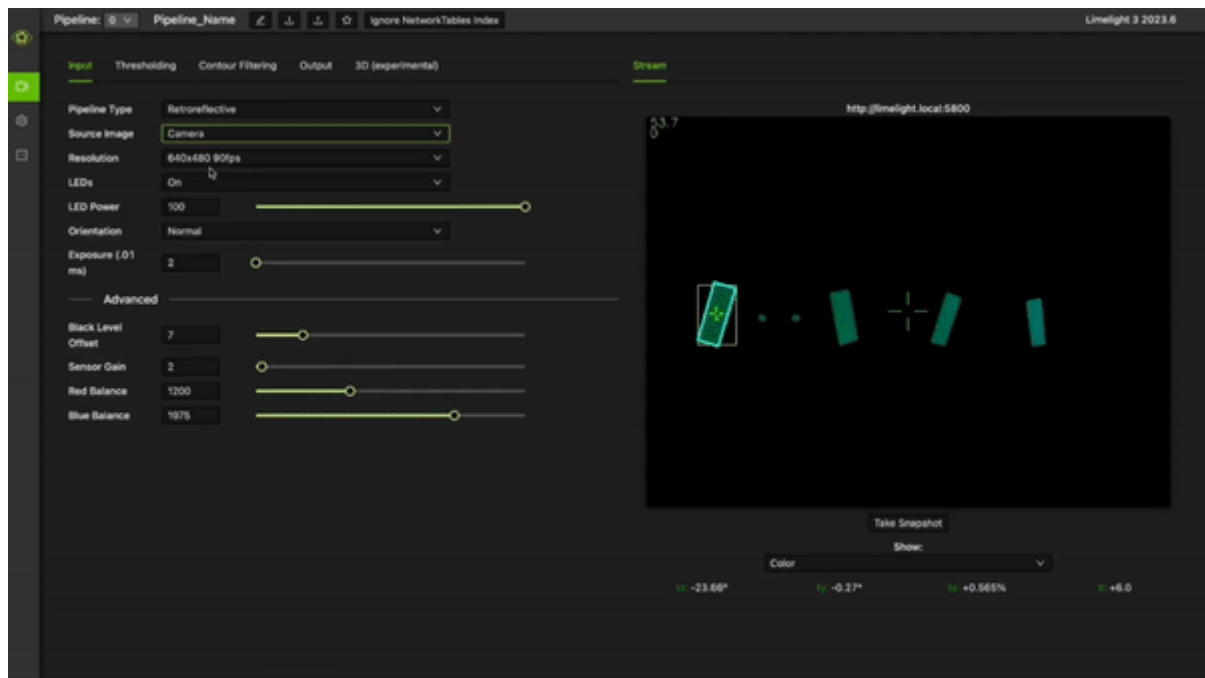 Pipeline: 0 Pipeline_Name Ignore NetworkTables Index Limelight 3 2023.6
Input Thresholding Contour Filtering Output 3D (experimental)
Stream
Pipeline Type Retroreflective
Source Image Camera
Resolution 640x480 90fps
LEDs On
LED Power 100
Orientation Normal
Exposure (.01
ms) 2
Advanced
Black Level
Offset 7
Sensor Gain 2
Red Balance 1200
Blue Balance 1975
http://limelight.local:5800
53.7
0
Take Snapshot
Show:
Color
tx: -23.66° ty: -0.27° ta: +0.565% +6.0